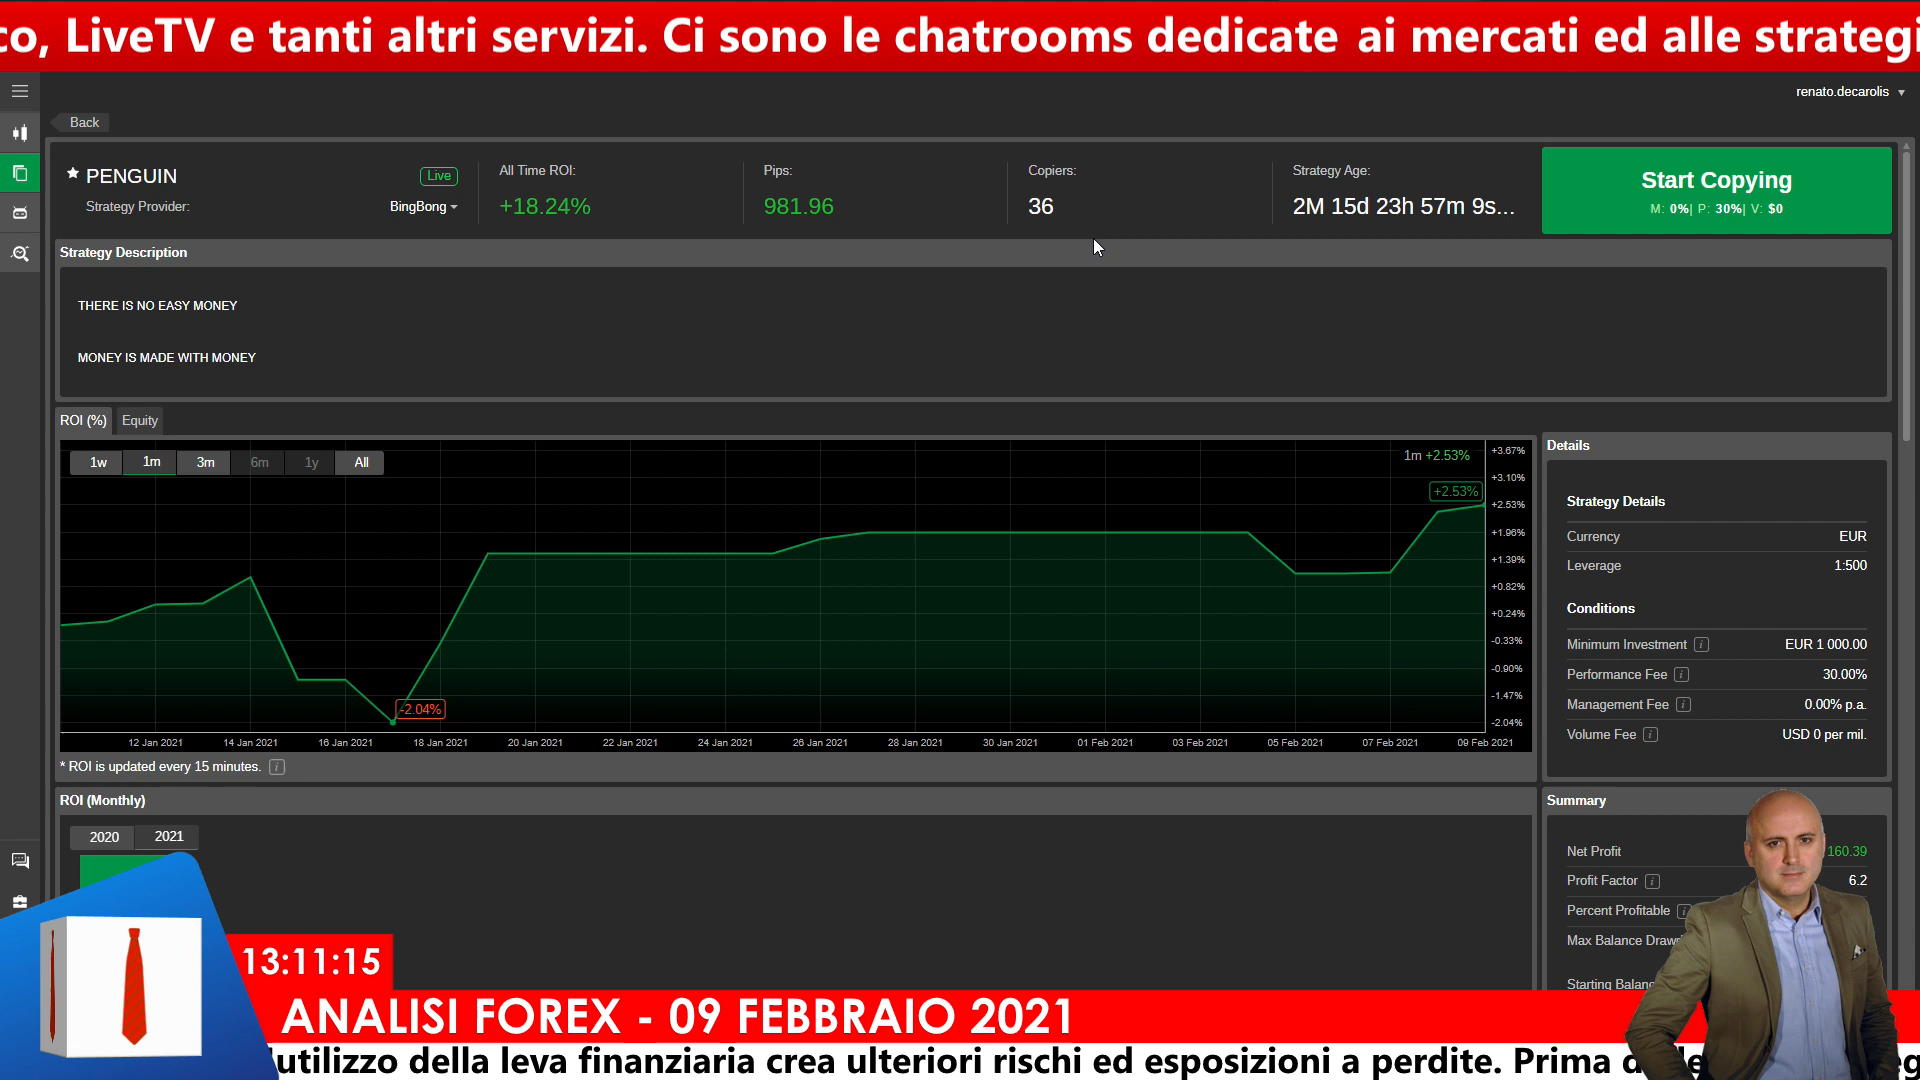 co, LiveTV e tanti altri servizi. Ci sono le chatrooms dedicate ai mercati ed alle strategi
renato.decarolis
Back
PENGUIN
Live
Strategy Provider:
BingBong
All Time ROI:
+18.24%
Pips:
981.96
Copiers:
36
Strategy Age:
2M 15d 23h 57m 9s...
Start Copying
M: 0%| P: 30%| V: $0
Strategy Description
THERE IS NO EASY MONEY
MONEY IS MADE WITH MONEY
ROI (%) Equity
1w 1m 3m 6m 1y All
1m +2.53%
+2.53%
-2.04%
+3.67%
+3.10%
+2.53%
+1.96%
+1.39%
+0.82%
+0.24%
-0.33%
-0.90%
-1.47%
-2.04%
12 Jan 2021 14 Jan 2021 16 Jan 2021 18 Jan 2021 20 Jan 2021 22 Jan 2021 24 Jan 2021 26 Jan 2021 28 Jan 2021 30 Jan 2021 01 Feb 2021 03 Feb 2021 05 Feb 2021 07 Feb 2021 09 Feb 2021
* ROI is updated every 15 minutes.
Details
Strategy Details
Currency EUR
Leverage 1:500
Conditions
Minimum Investment EUR 1 000.00
Performance Fee 30.00%
Management Fee 0.00% p.a.
Volume Fee USD 0 per mil.
ROI (Monthly)
2020 2021
Summary
Net Profit 160.39
Profit Factor 6.2
Percent Profitable
Max Balance Draw
Starting Balan
13:11:15
ANALISI FOREX - 09 FEBBRAIO 2021
utilizzo della leva finanziaria crea ulteriori rischi ed esposizioni a perdite. Prima d